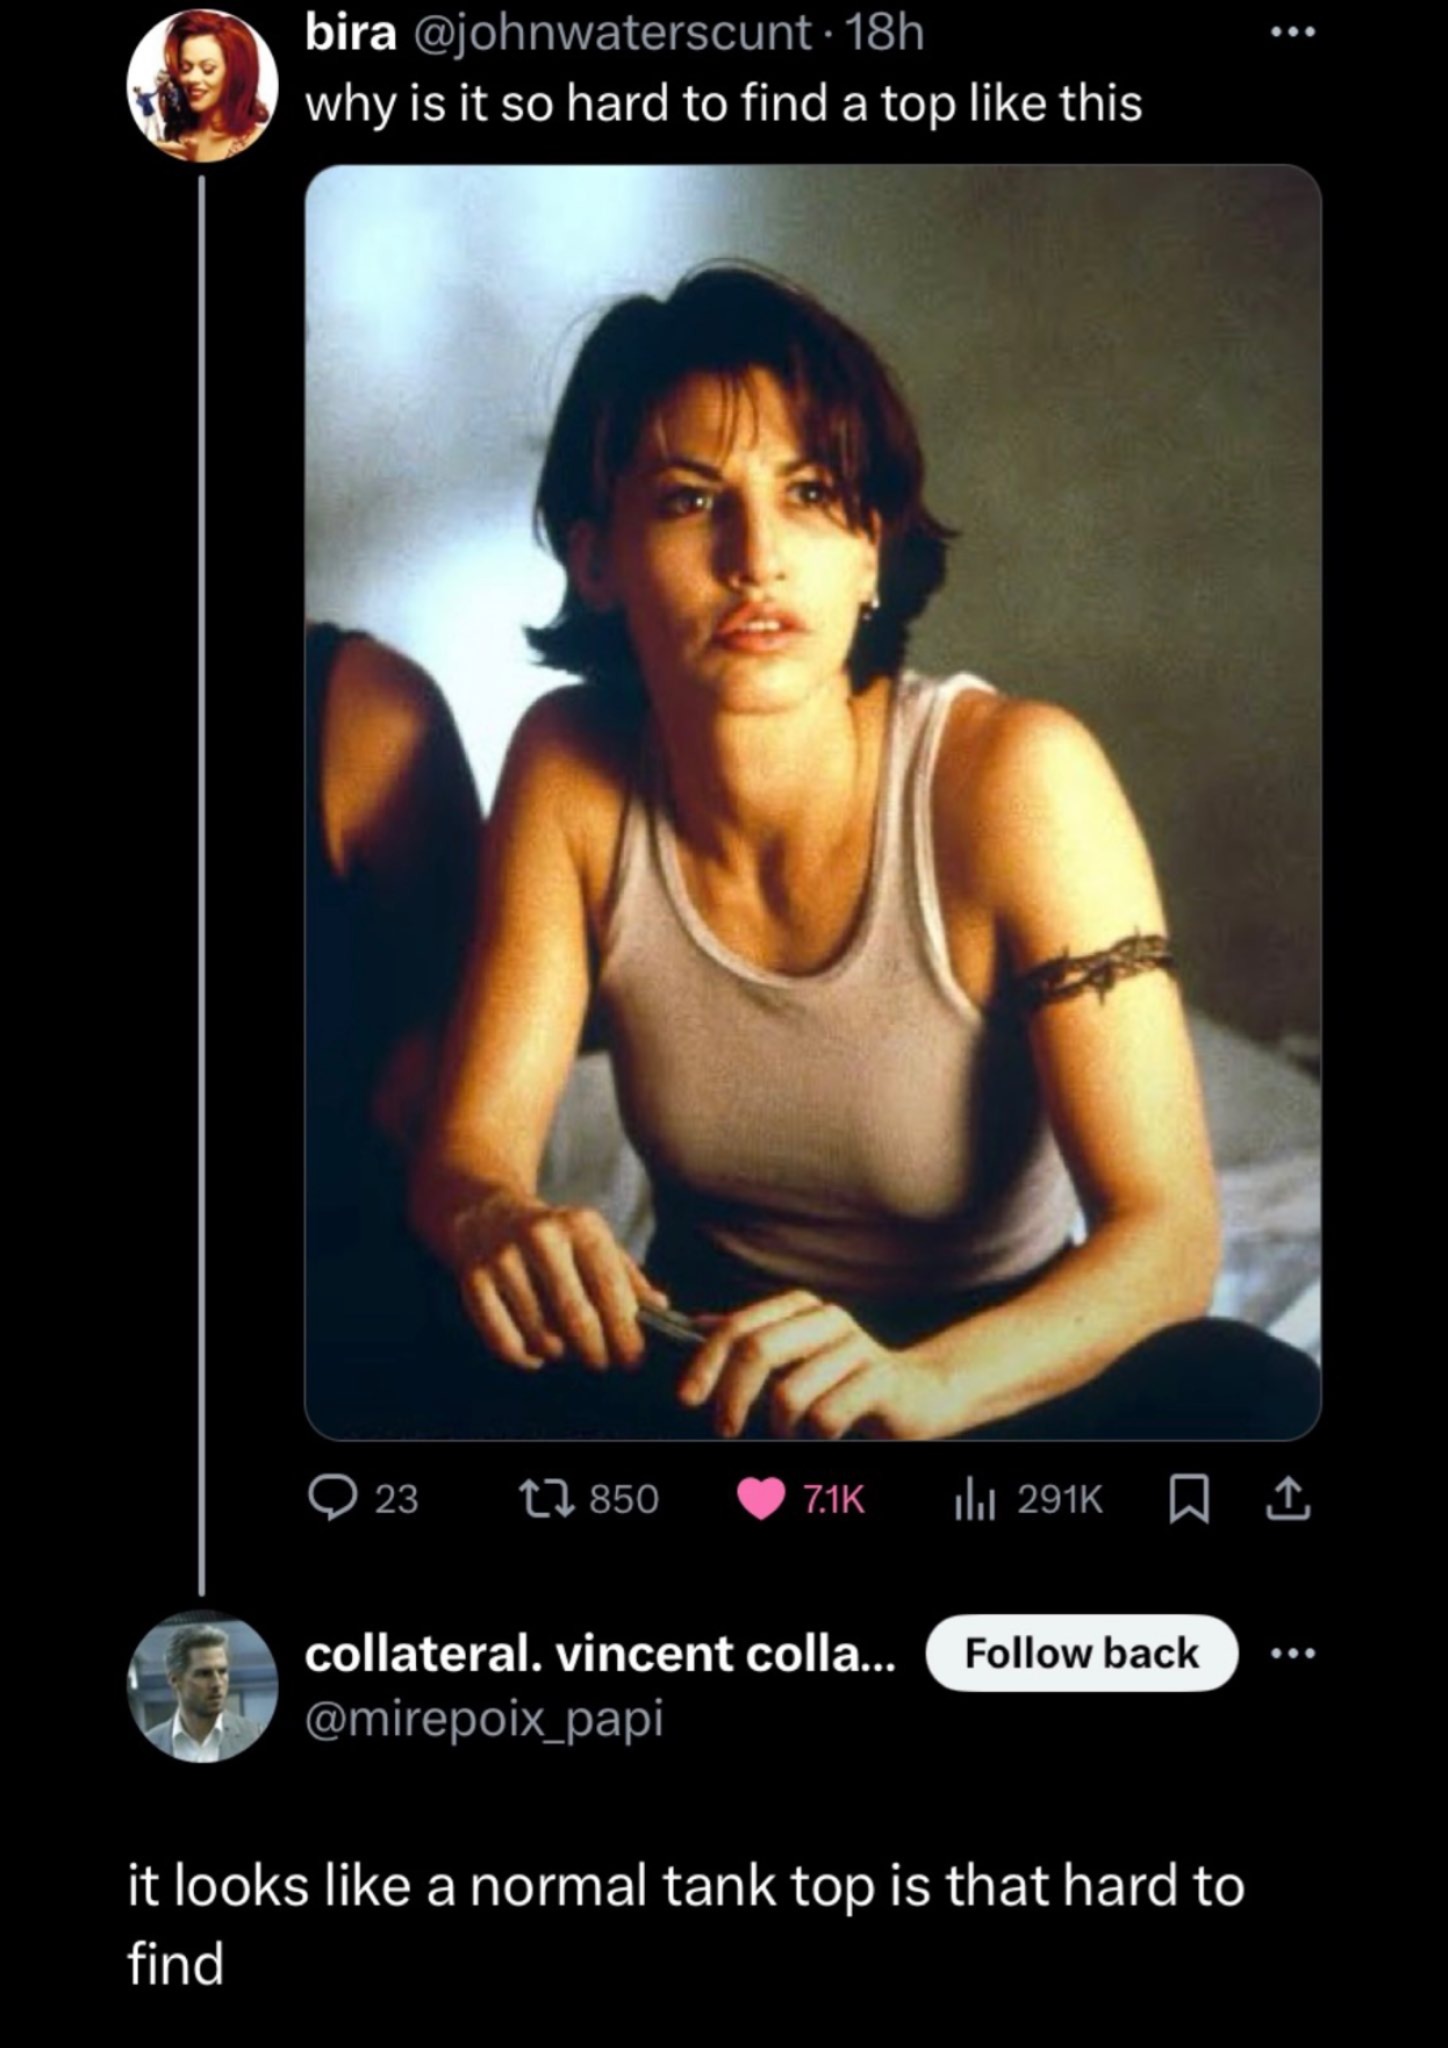 bira @johnwaterscunt · 18h
why is it so hard to find a top like this
23 850 7.1K 291K
collateral. vincent colla... Follow back
@mirepoix_papi
it looks like a normal tank top is that hard to
find